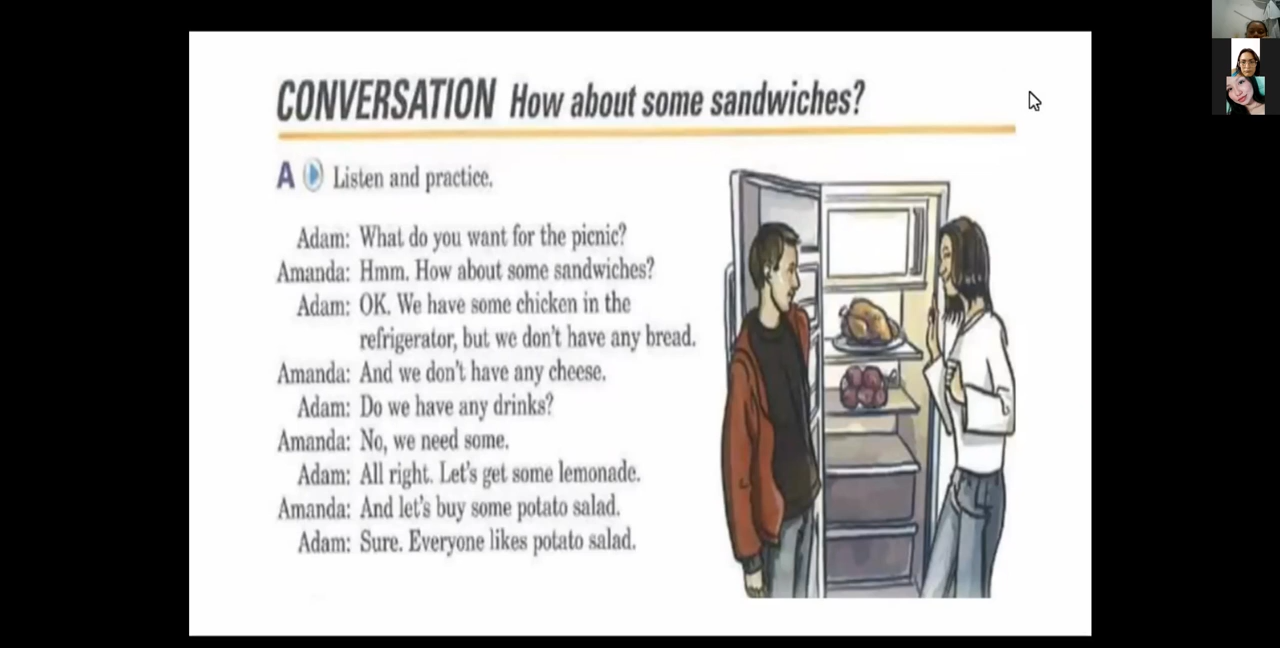 CONVERSATION How about some sandwiches?
A Listen and practice.
Adam: What do you want for the picnic?
Amanda: Hmm. How about some sandwiches?
Adam: OK. We have some chicken in the
refrigerator, but we don't have any bread.
Amanda: And we don't have any cheese.
Adam: Do we have any drinks?
Amanda: No, we need some.
Adam: All right. Let's get some lemonade.
Amanda: And let's buy some potato salad.
Adam: Sure. Everyone likes potato salad.